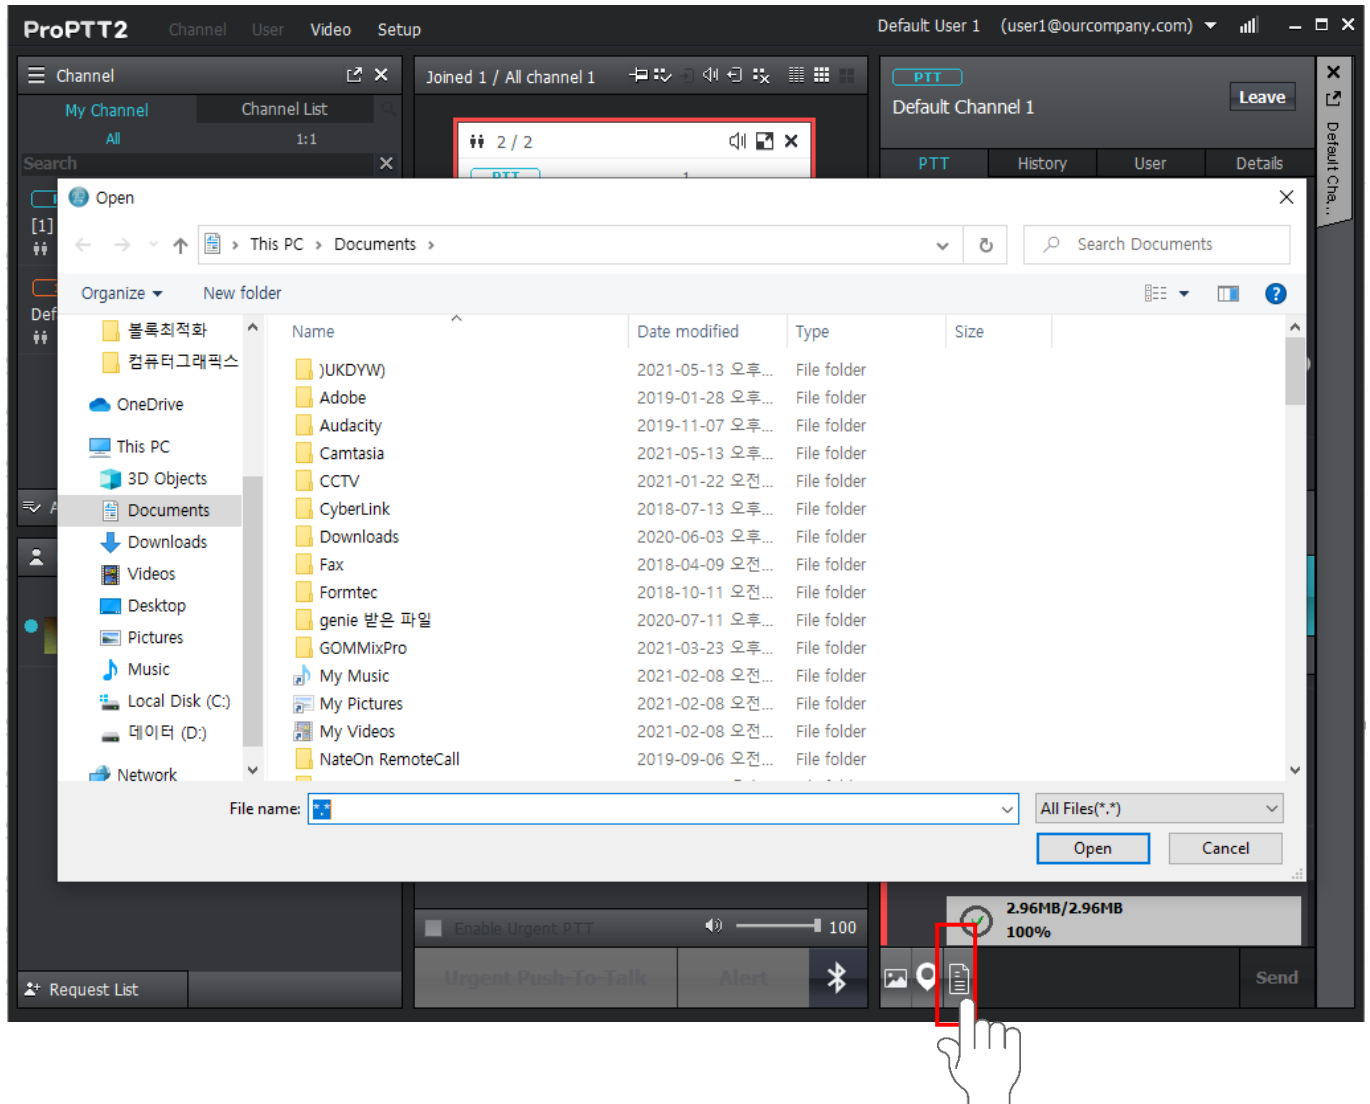 ProPTT2 Channel User Video Setup Default User 1 (user1@ourcompany.com)
Channel
My Channel Channel List
All 1:1
Search
[1]
Def
Joined 1 / All channel 1
2 / 2
PTT 1
PTT
Default Channel 1
Leave
PTT History User Details
Default Cha...
Open
This PC > Documents >
Search Documents
Organize New folder
Name Date modified Type Size
볼록최적화
컴퓨터그래픽스
OneDrive
This PC
3D Objects
Documents
Downloads
Videos
Desktop
Pictures
Music
Local Disk (C:)
데이터 (D:)
Network
)UKDYW) 2021-05-13 오후... File folder
Adobe 2019-01-28 오후... File folder
Audacity 2019-11-07 오후... File folder
Camtasia 2021-05-13 오후... File folder
CCTV 2021-01-22 오전... File folder
CyberLink 2018-07-13 오후... File folder
Downloads 2020-06-03 오후... File folder
Fax 2018-04-09 오전... File folder
Formtec 2018-10-11 오전... File folder
genie 받은 파일 2020-07-11 오후... File folder
GOMMixPro 2021-03-23 오후... File folder
My Music 2021-02-08 오전... File folder
My Pictures 2021-02-08 오전... File folder
My Videos 2021-02-08 오전... File folder
NateOn RemoteCall 2019-09-06 오전... File folder
File name: *.* All Files(*.*)
Open Cancel
2.96MB/2.96MB
100%
Enable Urgent PTT 100
Urgent Push-To-Talk Alert
Send
Request List